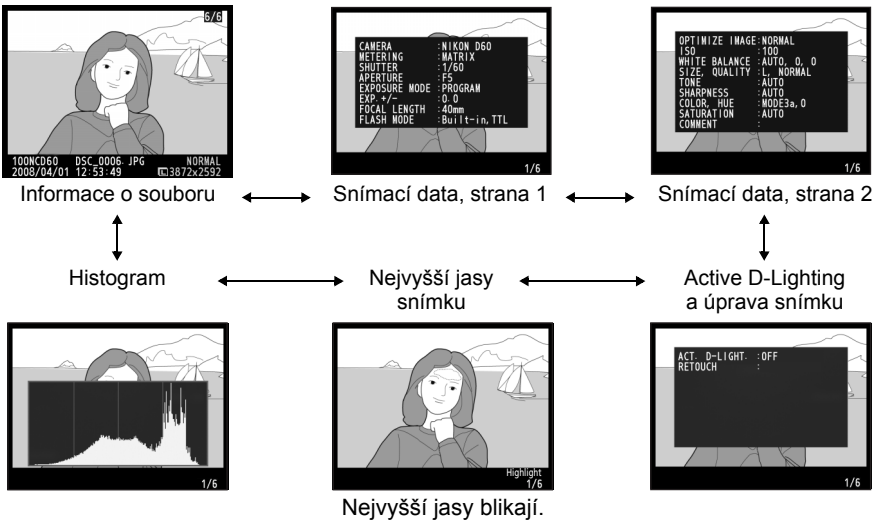 6/6
100NCD60 DSC_0006. JPG NORMAL
2008/04/01 12:53:49 L 3872x2592
Informace o souboru
CAMERA :NIKON D60
METERING :MATRIX
SHUTTER :1/60
APERTURE :F5
EXPOSURE MODE :PROGRAM
EXP. +/- :0.0
FOCAL LENGTH :40mm
FLASH MODE :Built-in, TTL
1/6
Snímací data, strana 1
OPTIMIZE IMAGE:NORMAL
ISO :100
WHITE BALANCE :AUTO, 0, 0
SIZE, QUALITY :L, NORMAL
TONE :AUTO
SHARPNESS :AUTO
COLOR, HUE :MODE3a, 0
SATURATION :AUTO
COMMENT :
1/6
Snímací data, strana 2
Histogram
Nejvyšší jasy
snímku
Active D-Lighting
a úprava snímku
1/6
Highlight
1/6
Nejvyšší jasy blikají.
ACT. D-LIGHT. :OFF
RETOUCH :
1/6